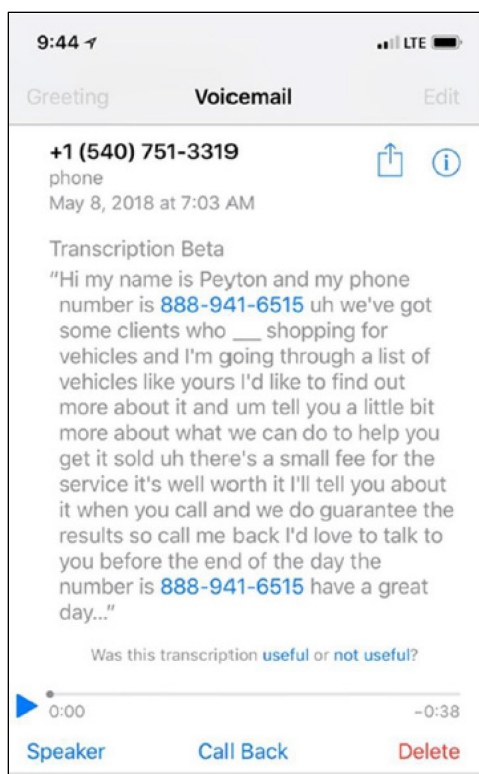 9:44 LTE
Greeting Voicemail Edit
+1 (540) 751-3319
phone
May 8, 2018 at 7:03 AM
Transcription Beta
"Hi my name is Peyton and my phone
number is 888-941-6515 uh we've got
some clients who ___ shopping for
vehicles and I'm going through a list of
vehicles like yours I'd like to find out
more about it and um tell you a little bit
more about what we can do to help you
get it sold uh there's a small fee for the
service it's well worth it I'll tell you about
it when you call and we do guarantee the
results so call me back I'd love to talk to
you before the end of the day the
number is 888-941-6515 have a great
day..."
Was this transcription useful or not useful?
0:00 -0:38
Speaker Call Back Delete